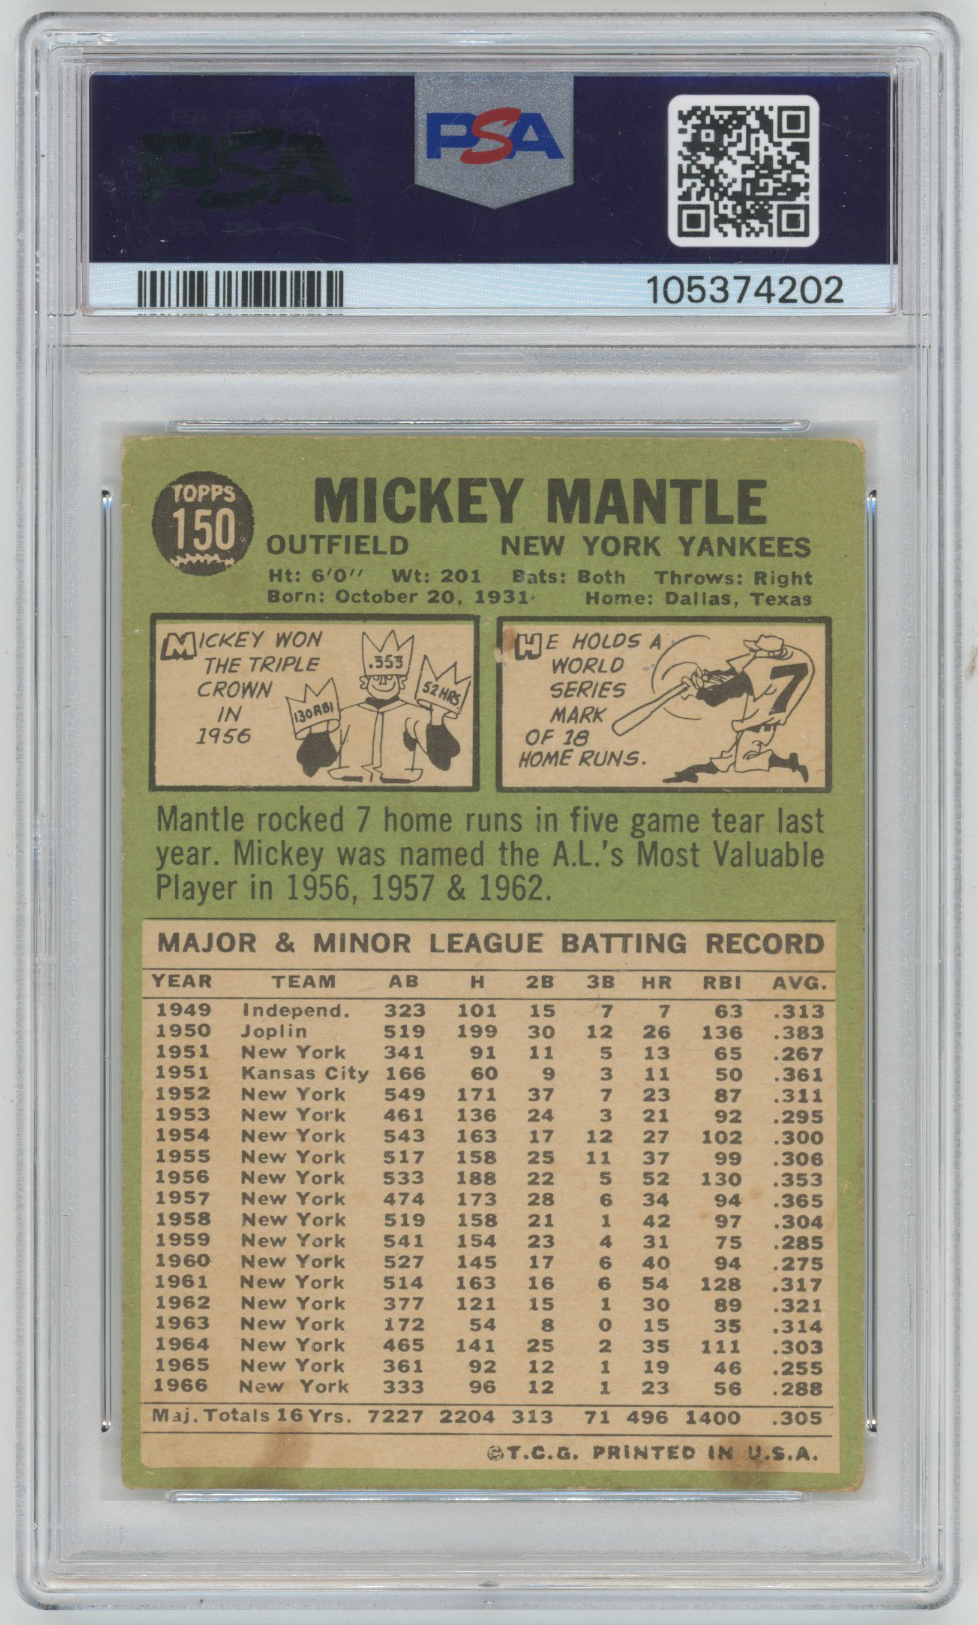 PSA
PSA
105374202
TOPPS
150
MICKEY MANTLE
OUTFIELD NEW YORK YANKEES
Ht: 6'0'' Wt: 201 Bats: Both Throws: Right
Born: October 20, 1931 Home: Dallas, Texas
MICKEY WON
THE TRIPLE
CROWN
IN
1956
.353
130 RBI
52 HRS
HE HOLDS A
WORLD
SERIES
MARK
OF 18
HOME RUNS.
7
Mantle rocked 7 home runs in five game tear last
year. Mickey was named the A.L.'s Most Valuable
Player in 1956, 1957 & 1962.
MAJOR & MINOR LEAGUE BATTING RECORD
YEAR TEAM AB H 2B 3B HR RBI AVG.
1949 Independ. 323 101 15 7 7 63 .313
1950 Joplin 519 199 30 12 26 136 .383
1951 New York 341 91 11 5 13 65 .267
1951 Kansas City 166 60 9 3 11 50 .361
1952 New York 549 171 37 7 23 87 .311
1953 New York 461 136 24 3 21 92 .295
1954 New York 543 163 17 12 27 102 .300
1955 New York 517 158 25 11 37 99 .306
1956 New York 533 188 22 5 52 130 .353
1957 New York 474 173 28 6 34 94 .365
1958 New York 519 158 21 1 42 97 .304
1959 New York 541 154 23 4 31 75 .285
1960 New York 527 145 17 6 40 94 .275
1961 New York 514 163 16 6 54 128 .317
1962 New York 377 121 15 1 30 89 .321
1963 New York 172 54 8 0 15 35 .314
1964 New York 465 141 25 2 35 111 .303
1965 New York 361 92 12 1 19 46 .255
1966 New York 333 96 12 1 23 56 .288
Maj. Totals 16 Yrs. 7227 2204 313 71 496 1400 .305
©T.C.G. PRINTED IN U.S.A.